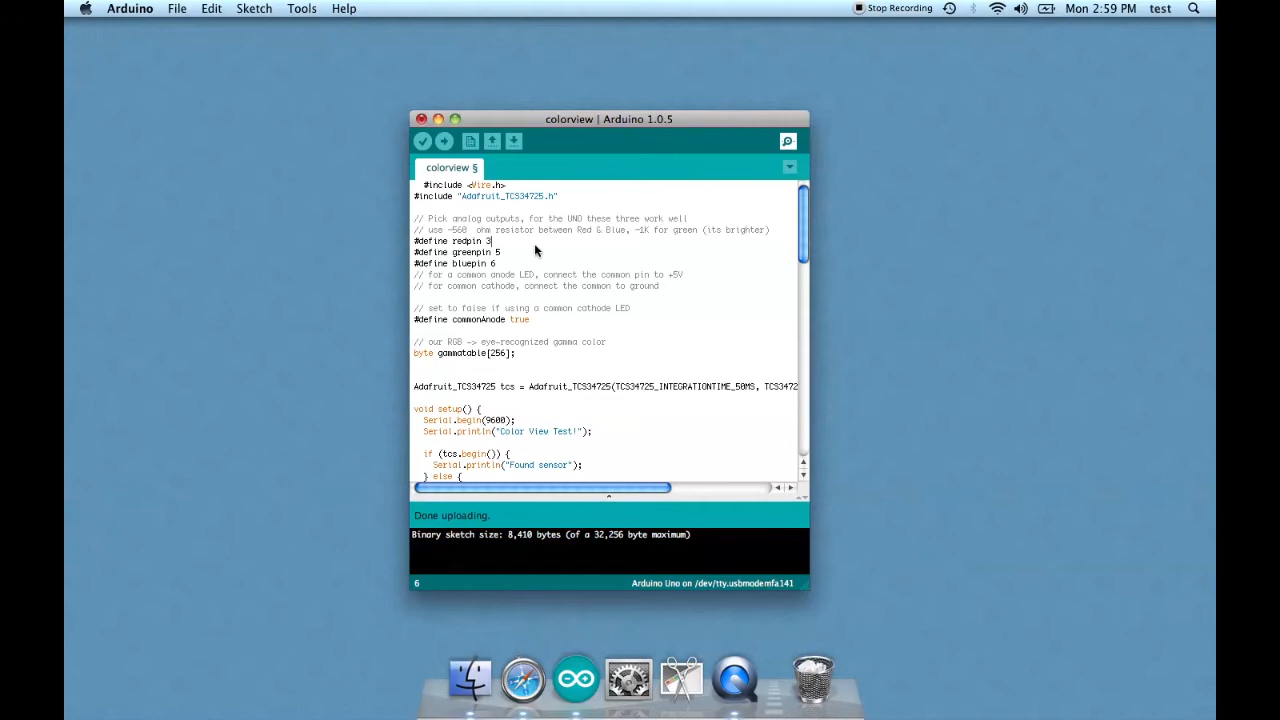 Arduino File Edit Sketch Tools Help Stop Recording Mon 2:59 PM test
colorview | Arduino 1.0.5
colorview §
#include <Wire.h>
#include "Adafruit_TCS34725.h"
// Pick analog outputs, for the UNO these three work well
// use ~560  ohm resistor between Red & Blue, ~1K for green (its brighter)
#define redpin 3
#define greenpin 5
#define bluepin 6
// for a common anode LED, connect the common pin to +5V
// for common cathode, connect the common to ground
// set to false if using a common cathode LED
#define commonAnode true
// our RGB -> eye-recognized gamma color
byte gammatable[256];
Adafruit_TCS34725 tcs = Adafruit_TCS34725(TCS34725_INTEGRATIONTIME_50MS, TCS3472
void setup() {
Serial.begin(9600);
Serial.println("Color View Test!");
if (tcs.begin()) {
Serial.println("Found sensor");
} else {
Done uploading.
Binary sketch size: 8,410 bytes (of a 32,256 byte maximum)
6 Arduino Uno on /dev/tty.usbmodemfa141